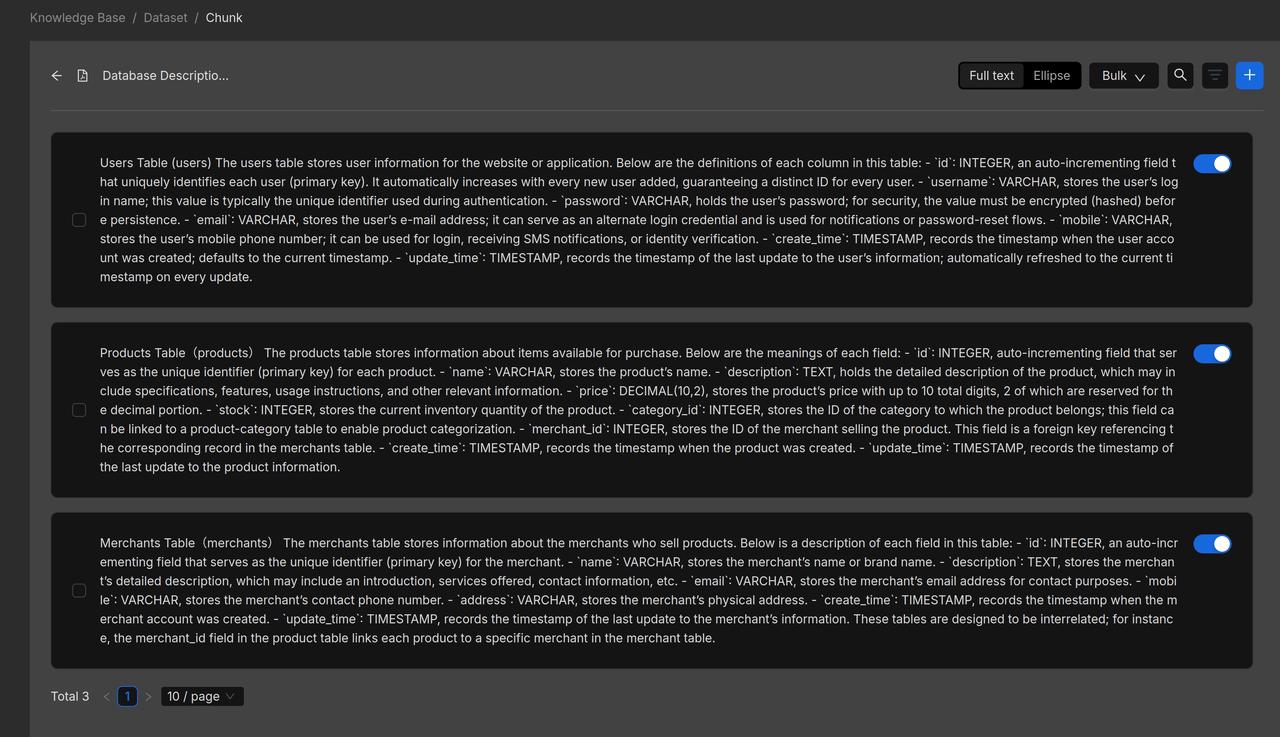 Knowledge Base / Dataset / Chunk
Database Descriptio...
Full text Ellipse Bulk
Users Table (users) The users table stores user information for the website or application. Below are the definitions of each column in this table: - `id`: INTEGER, an auto-incrementing field t
hat uniquely identifies each user (primary key). It automatically increases with every new user added, guaranteeing a distinct ID for every user. - `username`: VARCHAR, stores the user’s log
in name; this value is typically the unique identifier used during authentication. - `password`: VARCHAR, holds the user’s password; for security, the value must be encrypted (hashed) befor
e persistence. - `email`: VARCHAR, stores the user’s e-mail address; it can serve as an alternate login credential and is used for notifications or password-reset flows. - `mobile`: VARCHAR,
stores the user’s mobile phone number; it can be used for login, receiving SMS notifications, or identity verification. - `create_time`: TIMESTAMP, records the timestamp when the user acco
unt was created; defaults to the current timestamp. - `update_time`: TIMESTAMP, records the timestamp of the last update to the user’s information; automatically refreshed to the current ti
mestamp on every update.
Products Table（products） The products table stores information about items available for purchase. Below are the meanings of each field: - `id`: INTEGER, auto-incrementing field that ser
ves as the unique identifier (primary key) for each product. - `name`: VARCHAR, stores the product’s name. - `description`: TEXT, holds the detailed description of the product, which may in
clude specifications, features, usage instructions, and other relevant information. - `price`: DECIMAL(10,2), stores the product’s price with up to 10 total digits, 2 of which are reserved for th
e decimal portion. - `stock`: INTEGER, stores the current inventory quantity of the product. - `category_id`: INTEGER, stores the ID of the category to which the product belongs; this field ca
n be linked to a product-category table to enable product categorization. - `merchant_id`: INTEGER, stores the ID of the merchant selling the product. This field is a foreign key referencing t
he corresponding record in the merchants table. - `create_time`: TIMESTAMP, records the timestamp when the product was created. - `update_time`: TIMESTAMP, records the timestamp of
the last update to the product information.
Merchants Table（merchants） The merchants table stores information about the merchants who sell products. Below is a description of each field in this table: - `id`: INTEGER, an auto-incr
ementing field that serves as the unique identifier (primary key) for the merchant. - `name`: VARCHAR, stores the merchant’s name or brand name. - `description`: TEXT, stores the merchan
t’s detailed description, which may include an introduction, services offered, contact information, etc. - `email`: VARCHAR, stores the merchant’s email address for contact purposes. - `mobi
le`: VARCHAR, stores the merchant’s contact phone number. - `address`: VARCHAR, stores the merchant’s physical address. - `create_time`: TIMESTAMP, records the timestamp when the m
erchant account was created. - `update_time`: TIMESTAMP, records the timestamp of the last update to the merchant’s information. These tables are designed to be interrelated; for instanc
e, the merchant_id field in the product table links each product to a specific merchant in the merchant table.
Total 3 < 1 > 10 / page